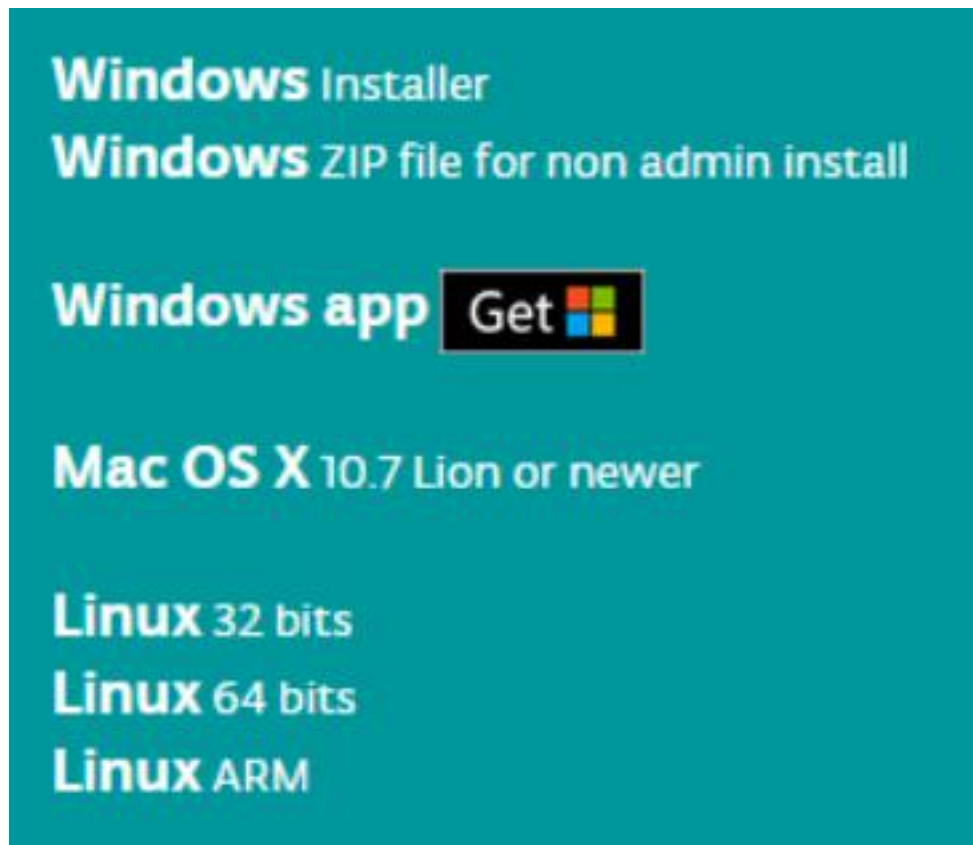 Windows Installer
Windows ZIP file for non admin install
Windows app Get
Mac OS X 10.7 Lion or newer
Linux 32 bits
Linux 64 bits
Linux ARM